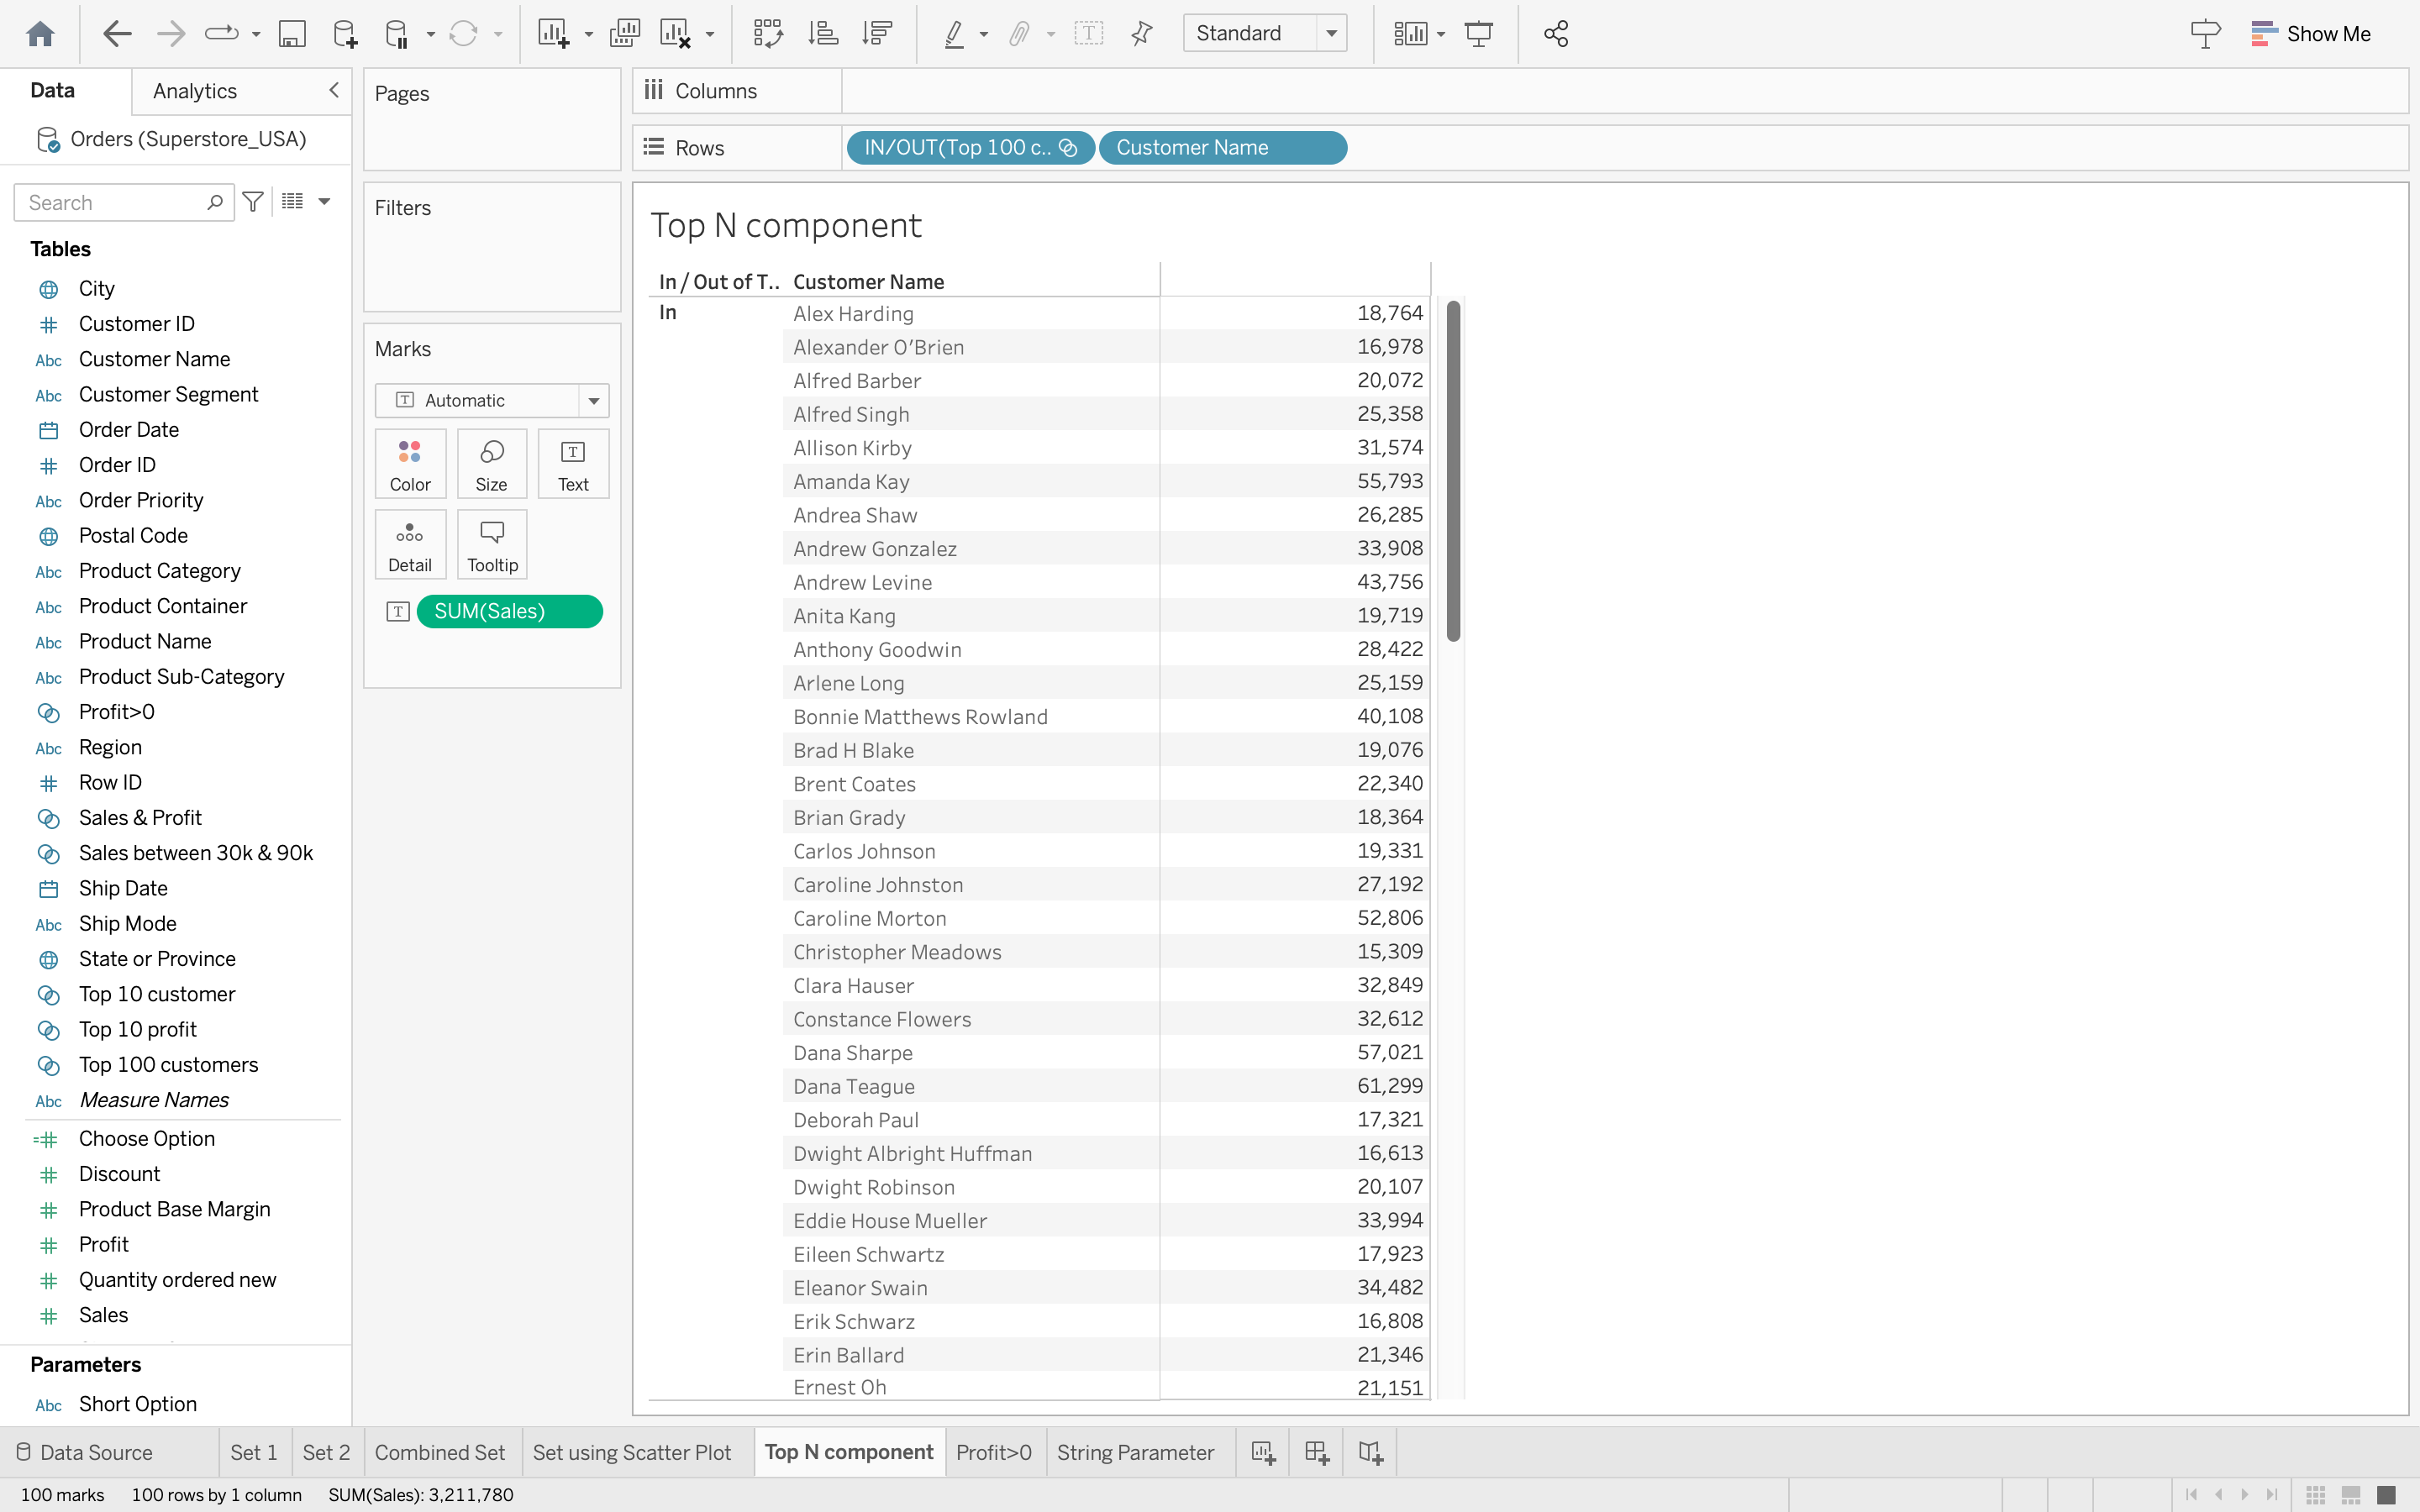 Standard
Show Me
Data
Analytics
Orders (Superstore_USA)
Search
Tables
City
Customer ID
Abc Customer Name
Abc Customer Segment
Order Date
Order ID
Abc Order Priority
Postal Code
Abc Product Category
Abc Product Container
Abc Product Name
Abc Product Sub-Category
Profit>0
Abc Region
Row ID
Sales & Profit
Sales between 30k & 90k
Ship Date
Abc Ship Mode
State or Province
Top 10 customer
Top 10 profit
Top 100 customers
Abc Measure Names
Choose Option
Discount
Product Base Margin
Profit
Quantity ordered new
Sales
Parameters
Abc Short Option
Pages
Filters
Marks
Automatic
Color
Size
Text
Detail
Tooltip
SUM(Sales)
Columns
Rows
IN/OUT(Top 100 c..
Customer Name
Top N component
In / Out of T.. Customer Name
In Alex Harding 18,764
Alexander O'Brien 16,978
Alfred Barber 20,072
Alfred Singh 25,358
Allison Kirby 31,574
Amanda Kay 55,793
Andrea Shaw 26,285
Andrew Gonzalez 33,908
Andrew Levine 43,756
Anita Kang 19,719
Anthony Goodwin 28,422
Arlene Long 25,159
Bonnie Matthews Rowland 40,108
Brad H Blake 19,076
Brent Coates 22,340
Brian Grady 18,364
Carlos Johnson 19,331
Caroline Johnston 27,192
Caroline Morton 52,806
Christopher Meadows 15,309
Clara Hauser 32,849
Constance Flowers 32,612
Dana Sharpe 57,021
Dana Teague 61,299
Deborah Paul 17,321
Dwight Albright Huffman 16,613
Dwight Robinson 20,107
Eddie House Mueller 33,994
Eileen Schwartz 17,923
Eleanor Swain 34,482
Erik Schwarz 16,808
Erin Ballard 21,346
Ernest Oh 21,151
Data Source
Set 1
Set 2
Combined Set
Set using Scatter Plot
Top N component
Profit>0
String Parameter
100 marks
100 rows by 1 column
SUM(Sales): 3,211,780